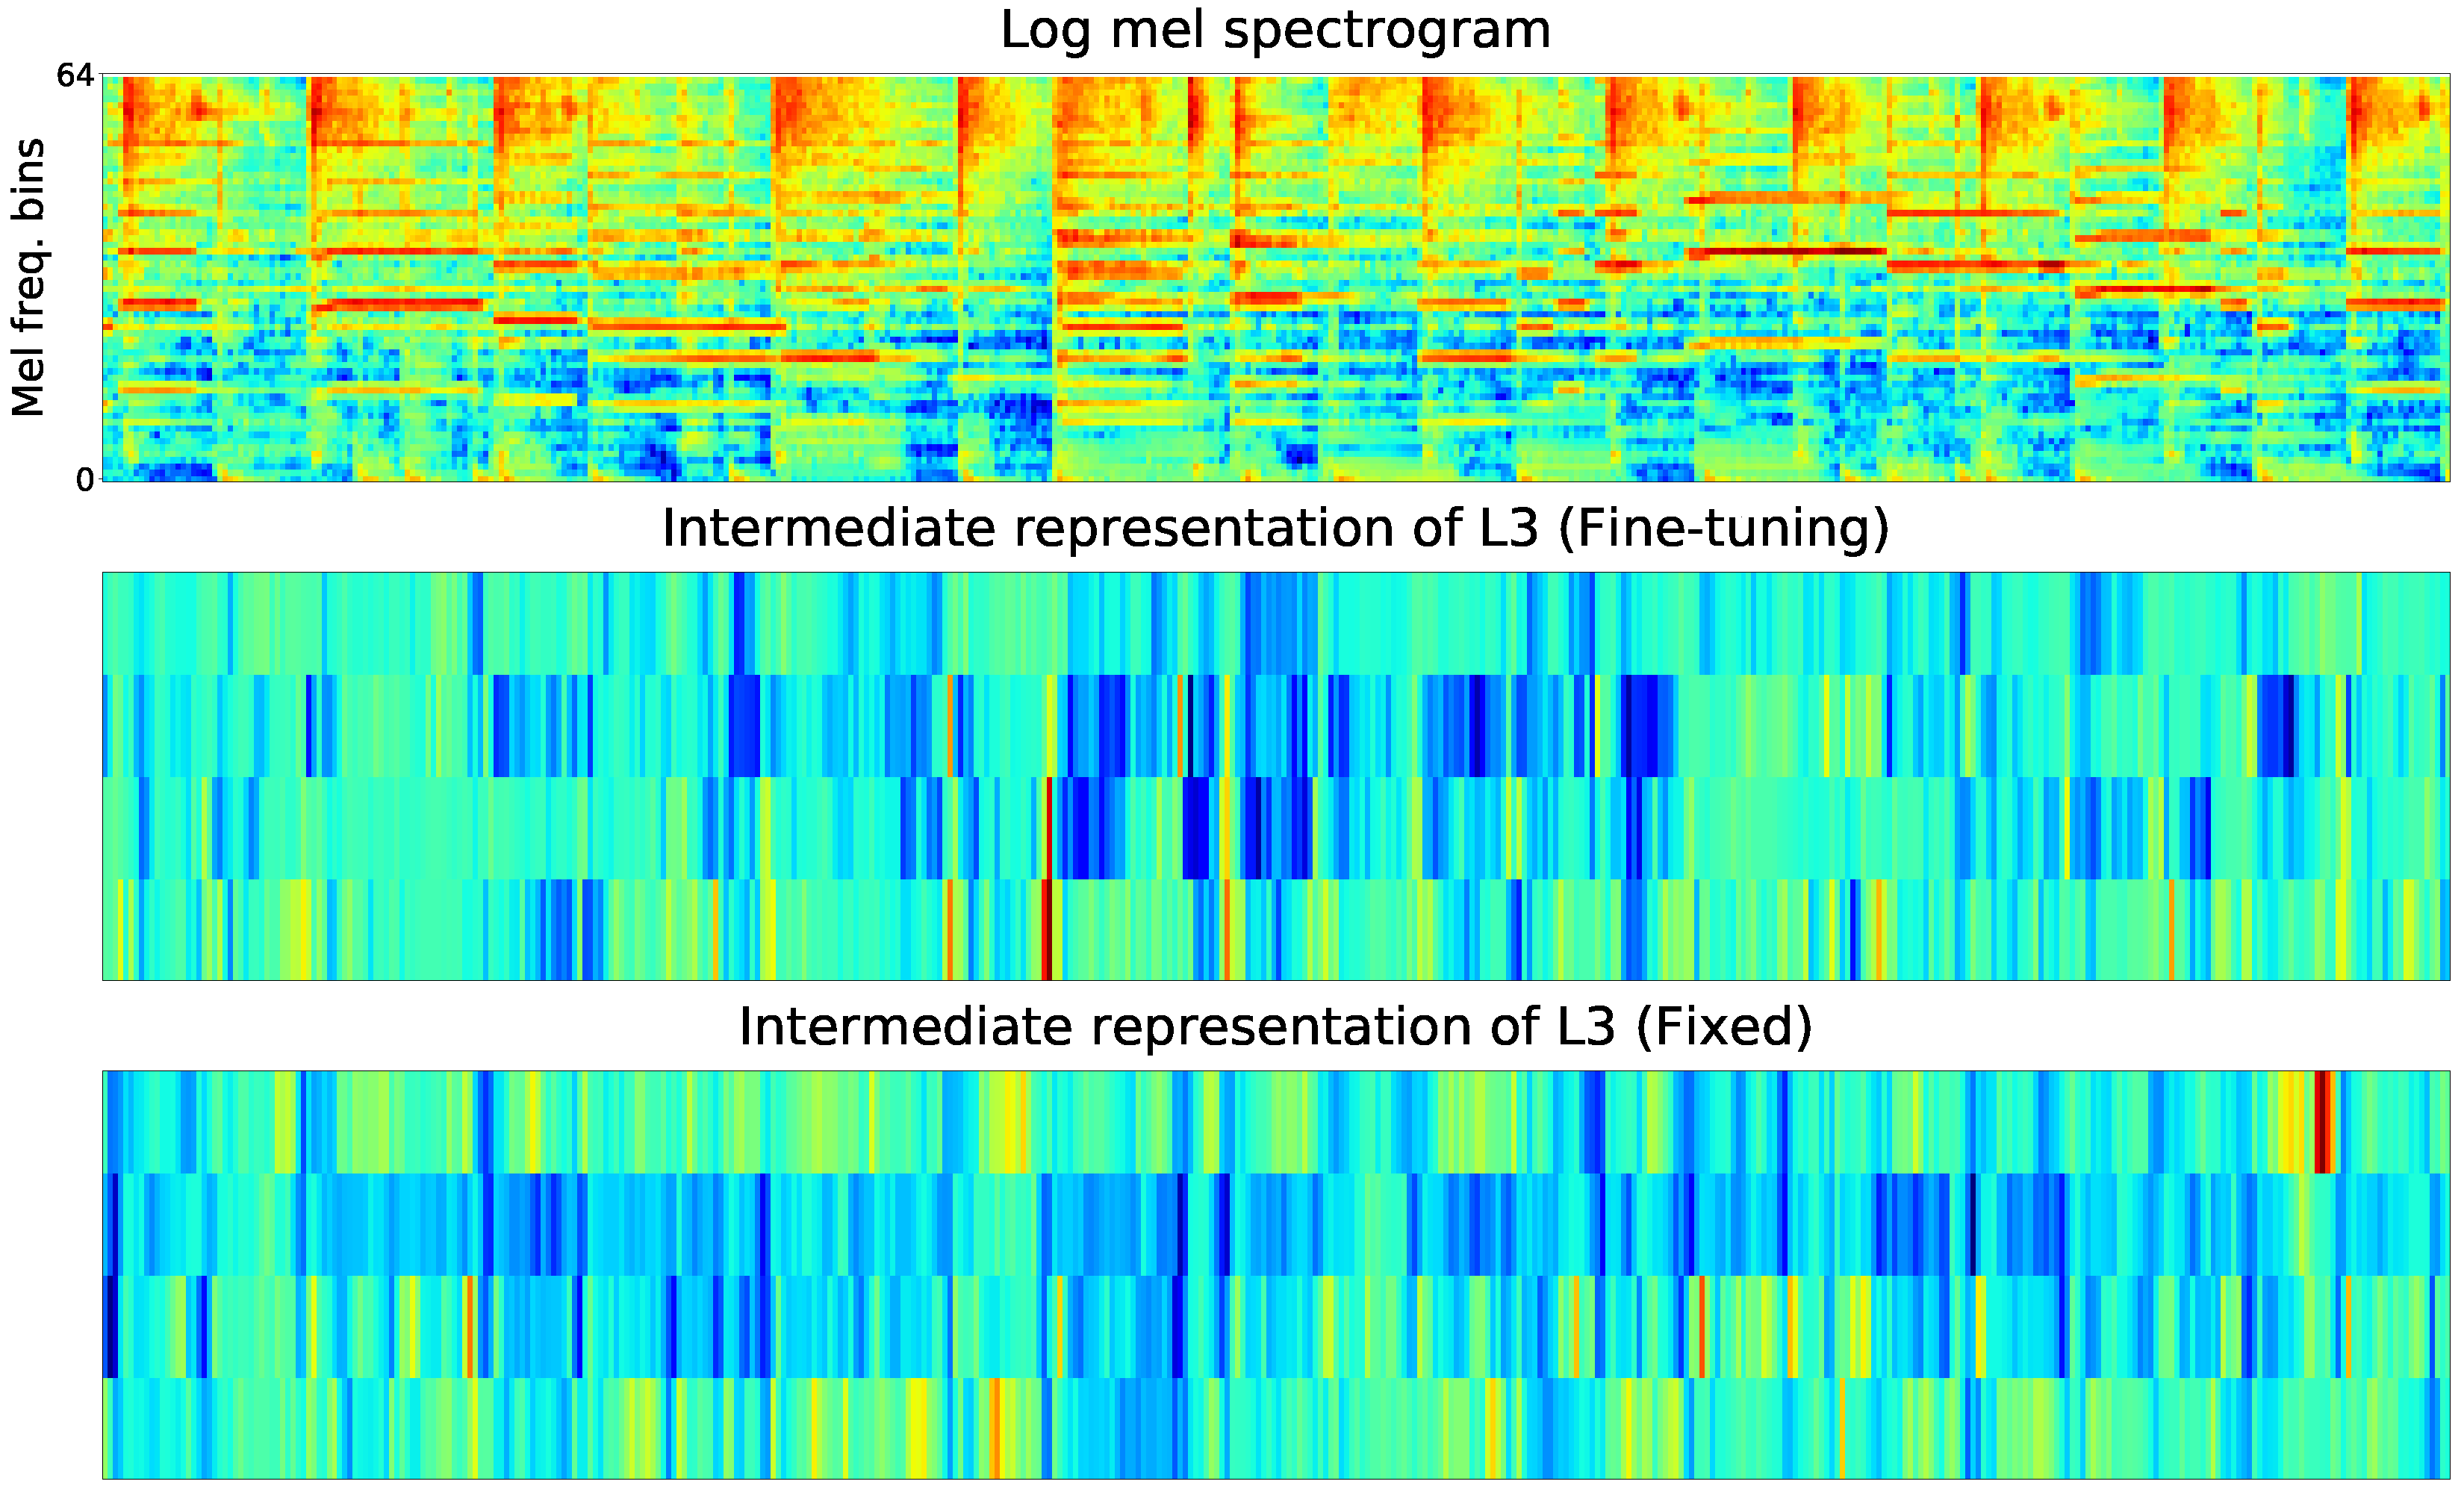 Log mel spectrogram
64
Mel freq. bins
0
Intermediate representation of L3 (Fine-tuning)
Intermediate representation of L3 (Fixed)